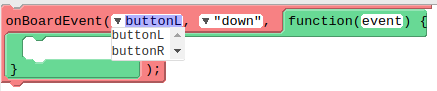 onBoardEvent(▼buttonL, ▼"down", function(event) {
buttonL
buttonR
} );